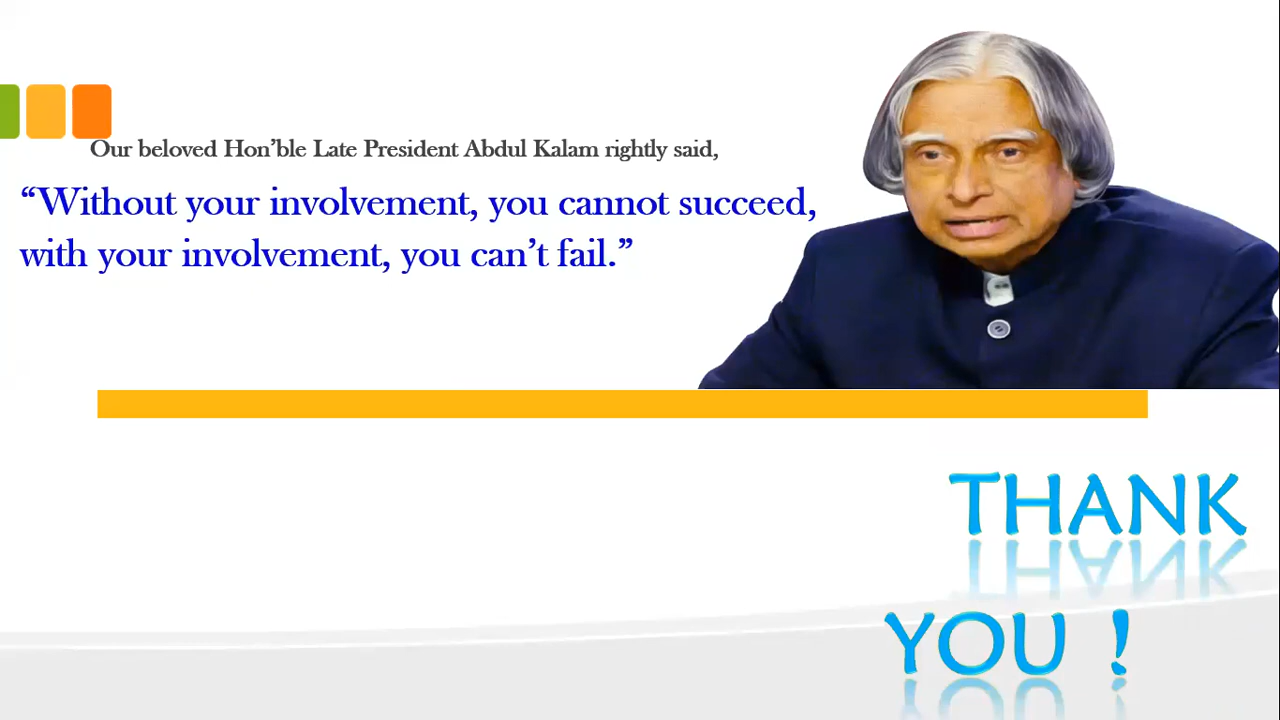 Our beloved Hon’ble Late President Abdul Kalam rightly said,
“Without your involvement, you cannot succeed,
with your involvement, you can’t fail.”
THANK
YOU !